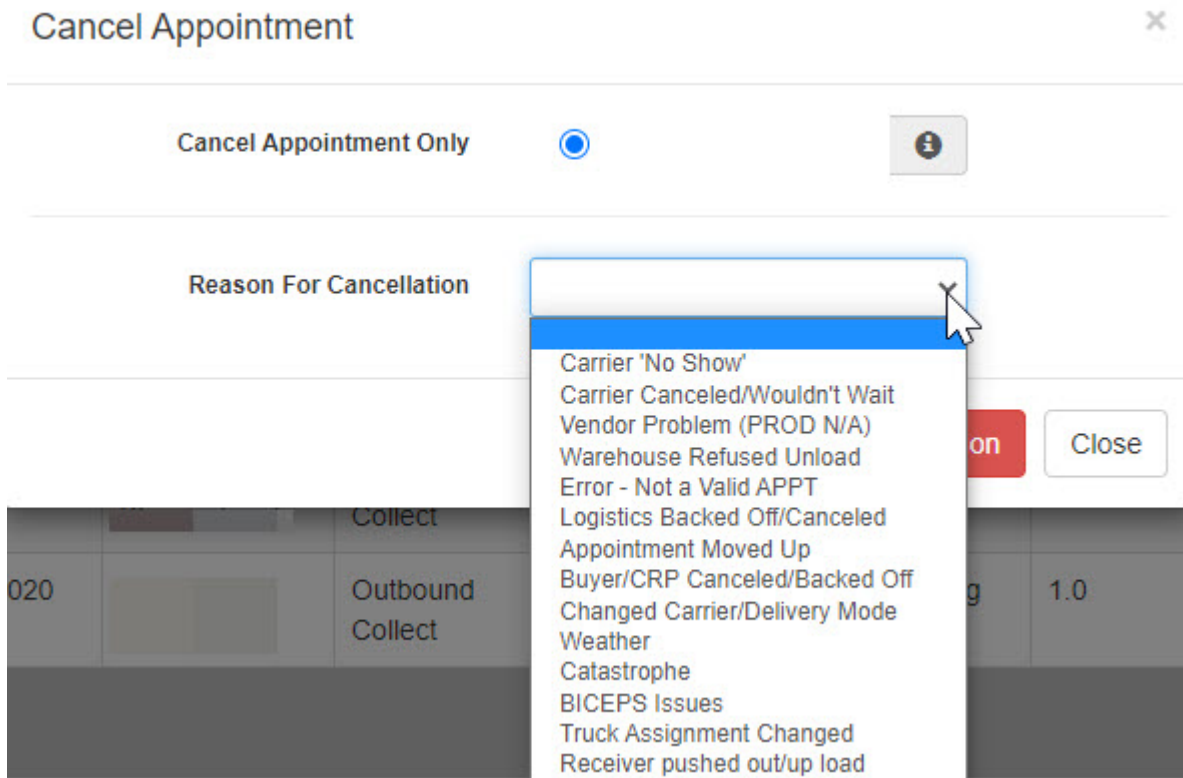 Cancel Appointment
×
Cancel Appointment Only
Reason For Cancellation
Carrier 'No Show'
Carrier Canceled/Wouldn't Wait
Vendor Problem (PROD N/A)
Warehouse Refused Unload
Error - Not a Valid APPT
Logistics Backed Off/Canceled
Appointment Moved Up
Buyer/CRP Canceled/Backed Off
Changed Carrier/Delivery Mode
Weather
Catastrophe
BICEPS Issues
Truck Assignment Changed
Receiver pushed out/up load
on
Close
Collect
020
Outbound
Collect
g
1.0